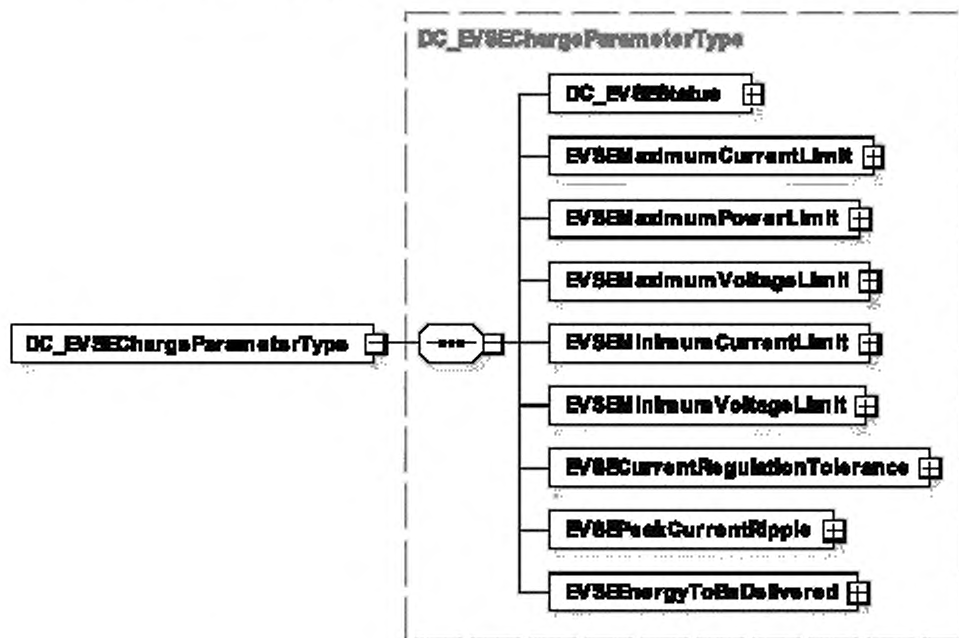 DC_EVSEChargeParameterType
DC_EVSEStatus
EVSEMaximumCurrentLimit
EVSEMaximumPowerLimit
EVSEMaximumVoltageLimit
DC_EVSEChargeParameterType
EVSEMinimumCurrentLimit
EVSEMinimumVoltageLimit
EVSECurrentRegulationTolerance
EVSEPeakCurrentRipple
EVSEEnergyToBeDelivered